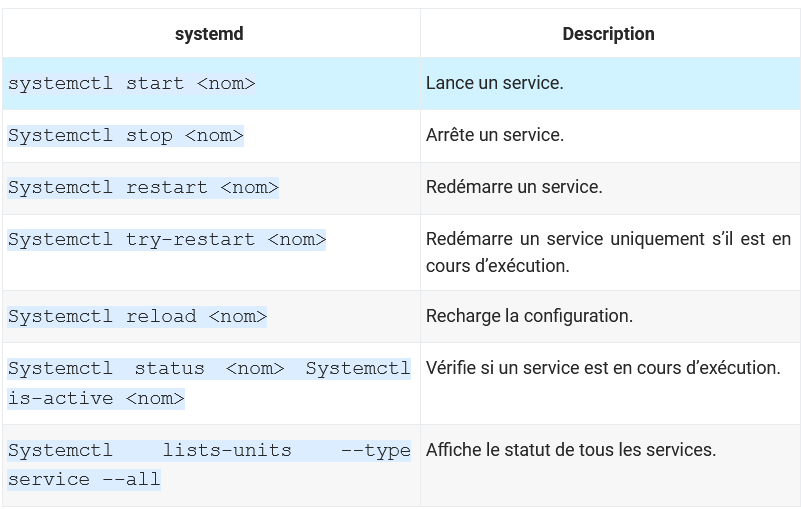 systemd Description
systemctl start <nom> Lance un service.
Systemctl stop <nom> Arrête un service.
Systemctl restart <nom> Redémarre un service.
Systemctl try-restart <nom> Redémarre un service uniquement s’il est en
cours d’exécution.
Systemctl reload <nom> Recharge la configuration.
Systemctl status <nom> Systemctl Vérifie si un service est en cours d’exécution.
is-active <nom>
Systemctl lists-units --type Affiche le statut de tous les services.
service --all